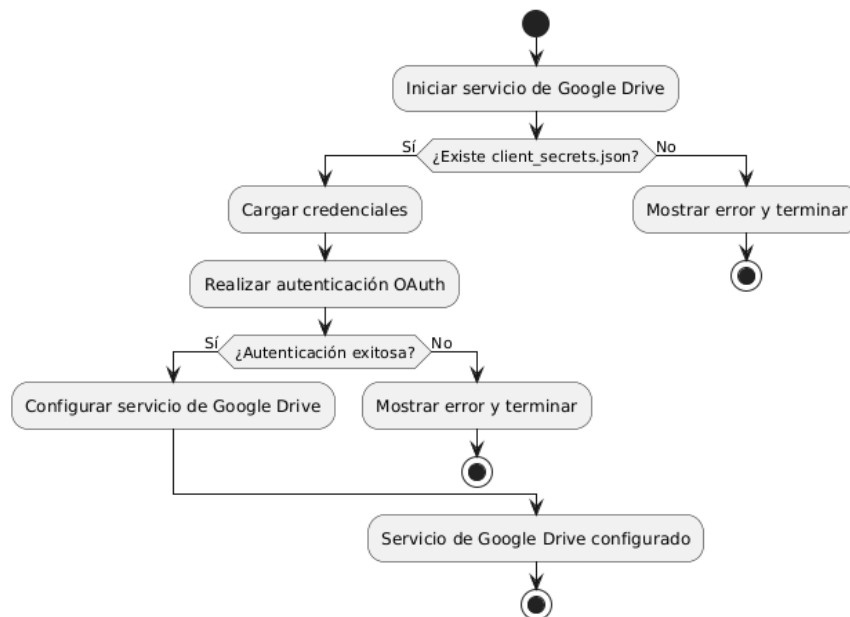 Iniciar servicio de Google Drive
Sí
¿Existe client_secrets.json?
No
Cargar credenciales
Mostrar error y terminar
Realizar autenticación OAuth
Sí
¿Autenticación exitosa?
No
Configurar servicio de Google Drive
Mostrar error y terminar
Servicio de Google Drive configurado